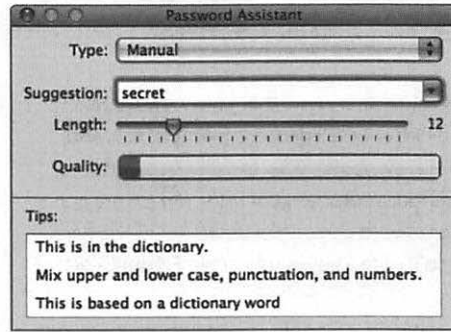 Password Assistant
Type: Manual
Suggestion: secret
Length: 12
Quality:
Tips:
This is in the dictionary.
Mix upper and lower case, punctuation, and numbers.
This is based on a dictionary word